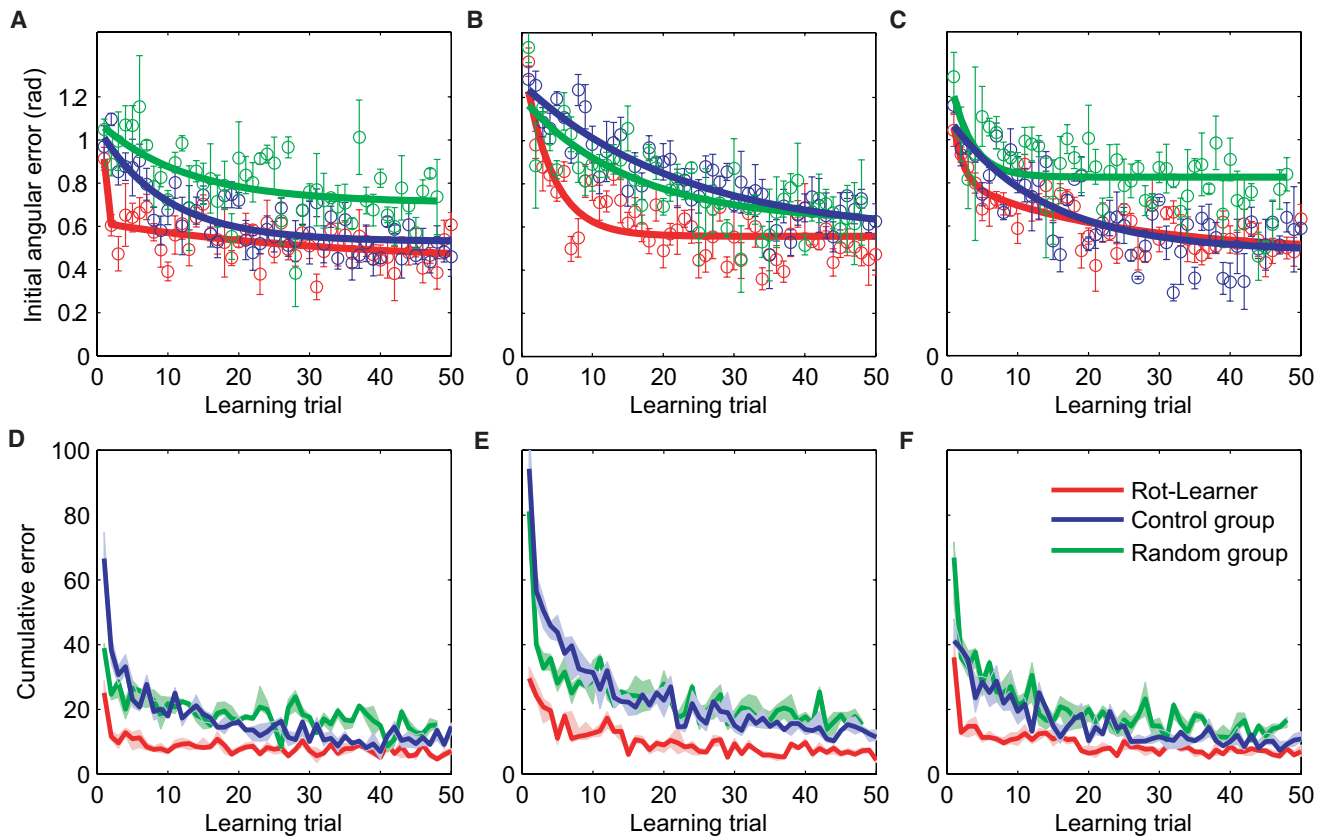 A
B
C
Initial angular error (rad)
1.2
1
0.8
0.6
0.4
0.2
0
0
0
0 10 20 30 40 50
0 10 20 30 40 50
0 10 20 30 40 50
Learning trial
Learning trial
Learning trial
D
E
F
Cumulative error
100
80
60
40
20
0
0
0
Rot-Learner
Control group
Random group
0 10 20 30 40 50
0 10 20 30 40 50
0 10 20 30 40 50
Learning trial
Learning trial
Learning trial